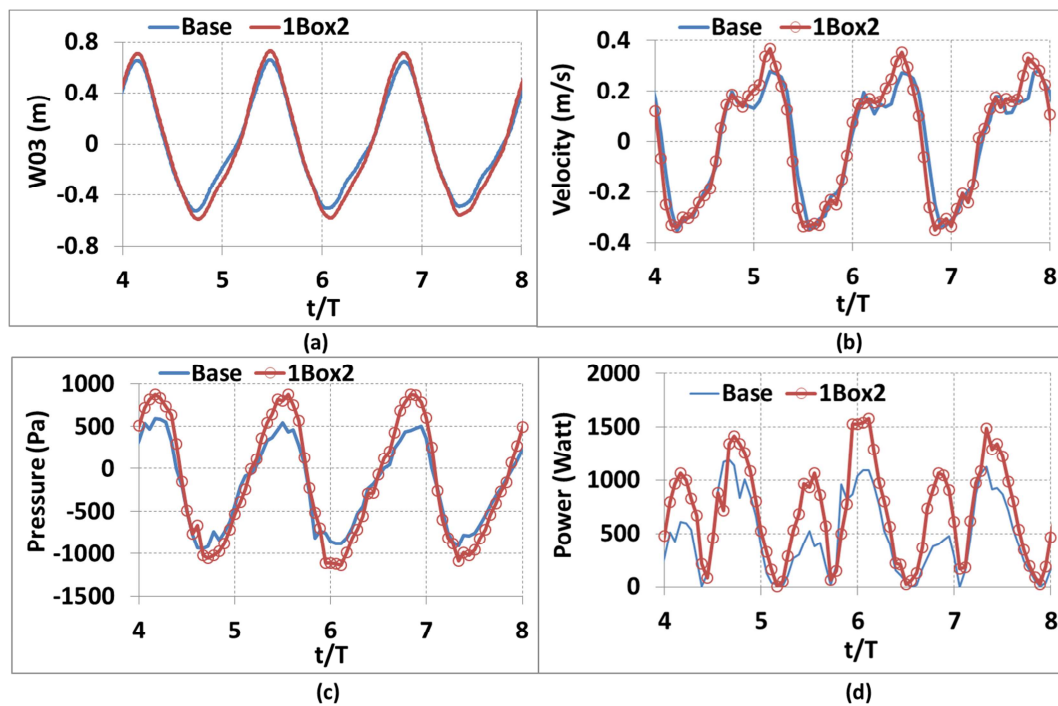 Base 1Box2
W03 (m)
0.8
0.4
0
-0.4
-0.8
4 5 6 7 8
t/T
(a)
Base 1Box2
Velocity (m/s)
0.4
0.2
0
-0.2
-0.4
4 5 6 7 8
t/T
(b)
Base 1Box2
Pressure (Pa)
1000
500
0
-500
-1000
-1500
4 5 6 7 8
t/T
(c)
Base 1Box2
Power (Watt)
2000
1500
1000
500
0
4 5 6 7 8
t/T
(d)